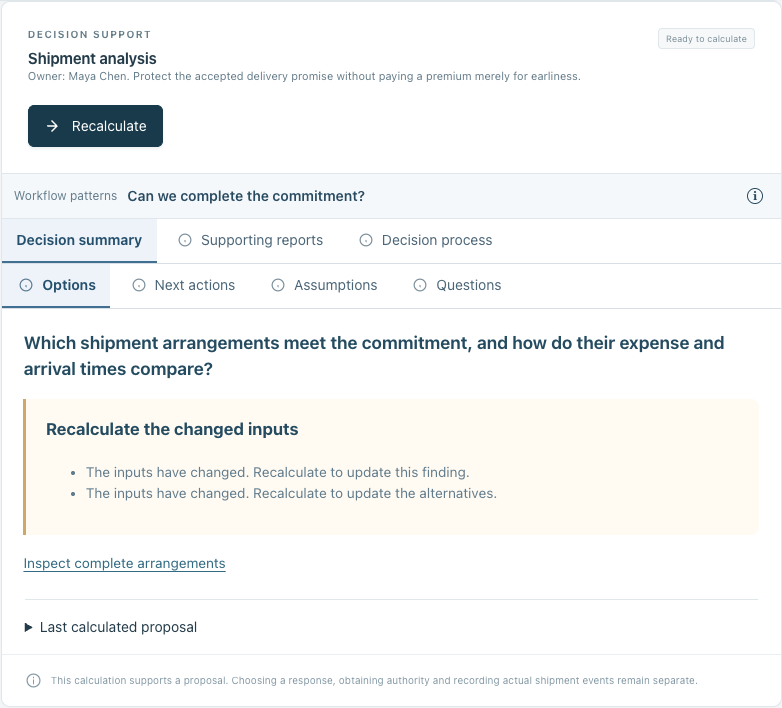 DECISION SUPPORT
Ready to calculate
Shipment analysis
Owner: Maya Chen. Protect the accepted delivery promise without paying a premium merely for earliness.
Recalculate
Workflow patterns Can we complete the commitment?
Decision summary Supporting reports Decision process
Options Next actions Assumptions Questions
Which shipment arrangements meet the commitment, and how do their expense and
arrival times compare?
Recalculate the changed inputs
• The inputs have changed. Recalculate to update this finding.
• The inputs have changed. Recalculate to update the alternatives.
Inspect complete arrangements
Last calculated proposal
This calculation supports a proposal. Choosing a response, obtaining authority and recording actual shipment events remain separate.